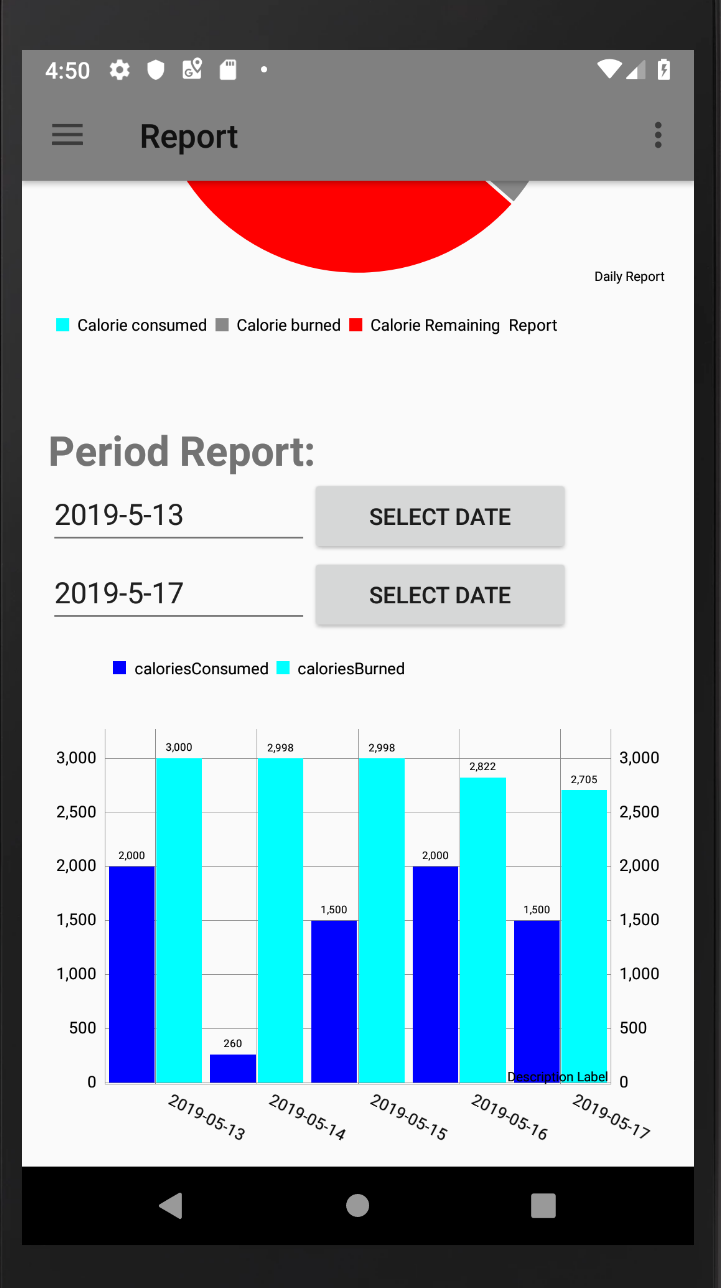 4:50
Report
Daily Report
Calorie consumed Calorie burned Calorie Remaining Report
Period Report:
2019-5-13 SELECT DATE
2019-5-17 SELECT DATE
caloriesConsumed caloriesBurned
3,000 2,998 2,998
3,000 3,000
2,822
2,705
2,500 2,500
2,000 2,000
2,000 2,000
1,500 1,500
1,500 1,500
1,000 1,000
260
500 500
Description Label
0 0
2019-05-13 2019-05-14 2019-05-15 2019-05-16 2019-05-17